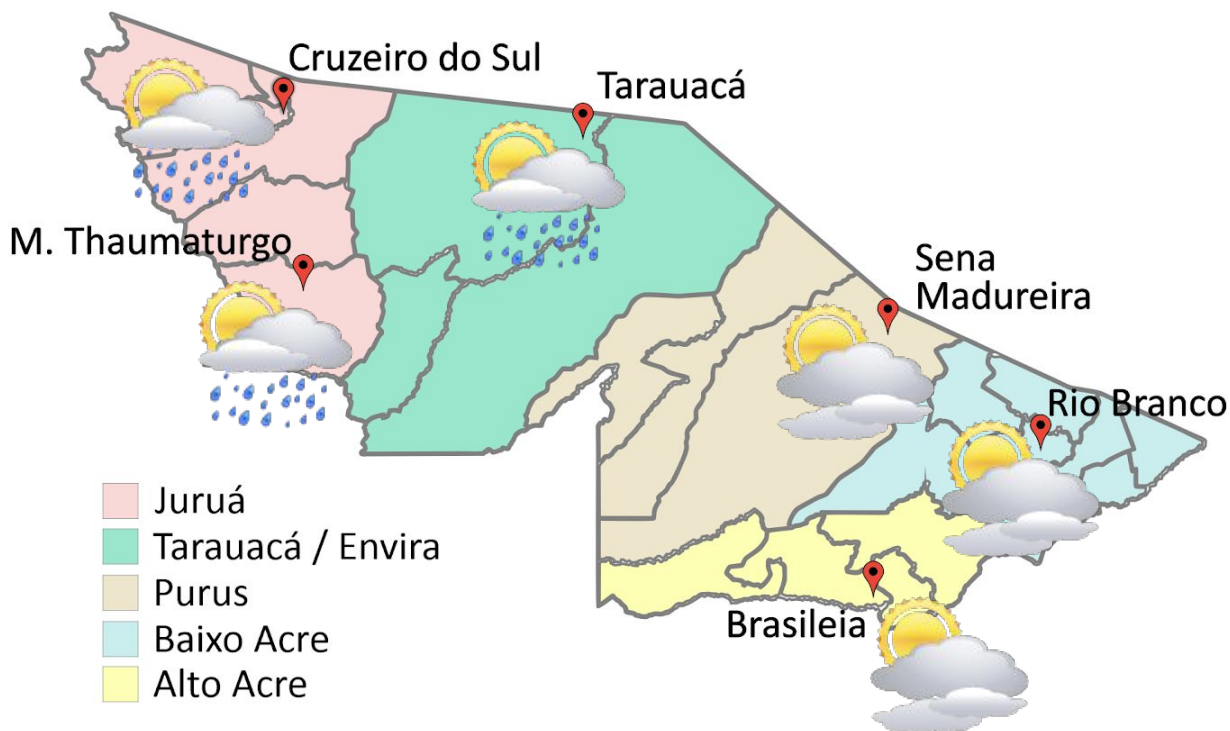 Cruzeiro do Sul
Tarauacá
M. Thaumaturgo
Sena
Madureira
Rio Branco
Brasileia
Juruá
Tarauacá / Envira
Purus
Baixo Acre
Alto Acre